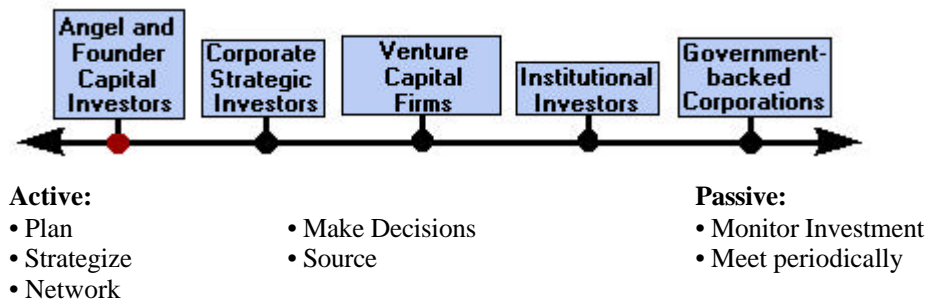 Angel and
Founder
Capital
Investors
Corporate
Strategic
Investors
Venture
Capital
Firms
Institutional
Investors
Government-
backed
Corporations
Active:
• Plan
• Strategize
• Network
• Make Decisions
• Source
Passive:
• Monitor Investment
• Meet periodically